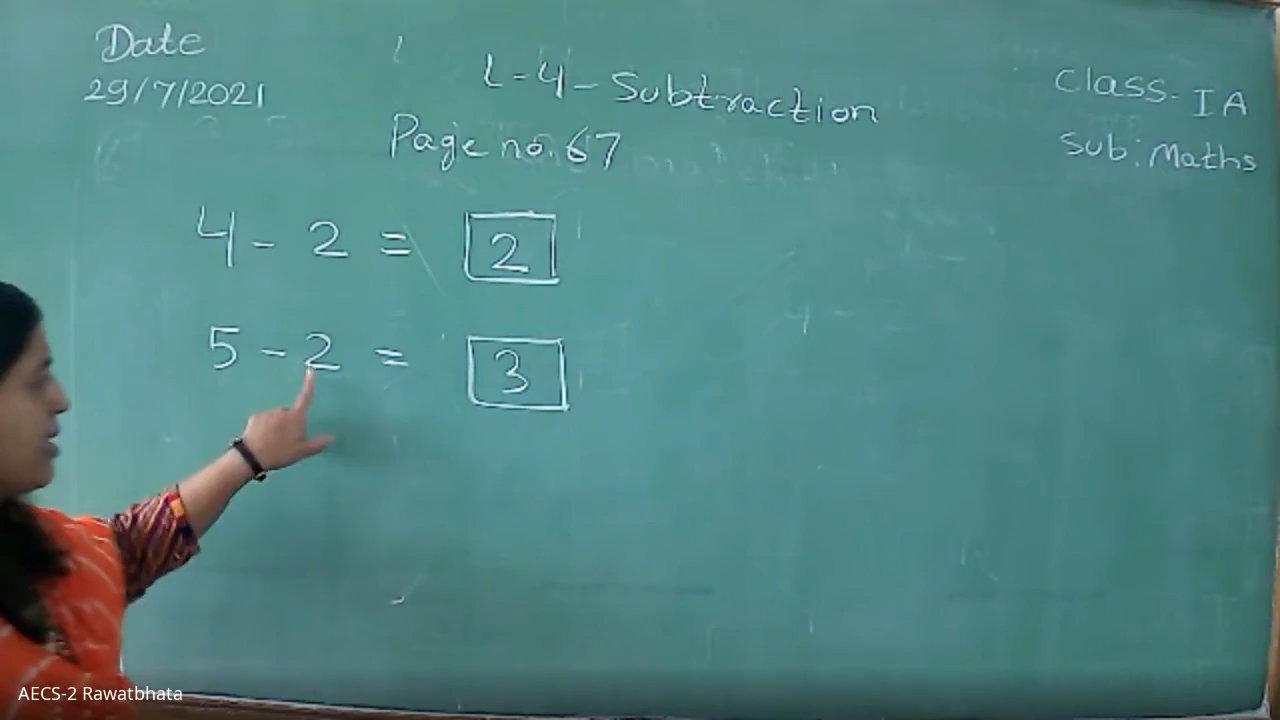 Date
29/7/2021
L-4-Subtraction
Page no. 67
Class- I A
Sub: Maths
4 - 2 = 2
5 - 2 = 3
AECS-2 Rawatbhata